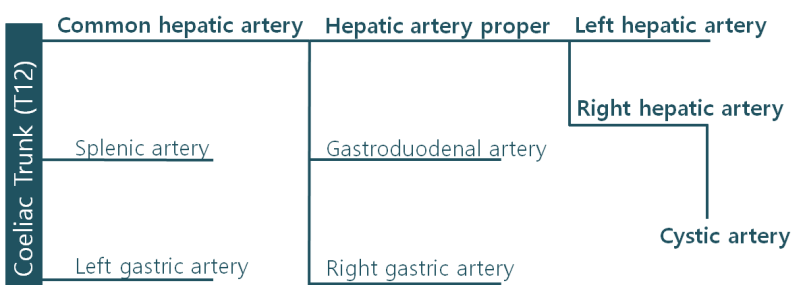 Common hepatic artery
Hepatic artery proper
Left hepatic artery
Coeliac Trunk (T12)
Right hepatic artery
Splenic artery
Gastroduodenal artery
Cystic artery
Left gastric artery
Right gastric artery